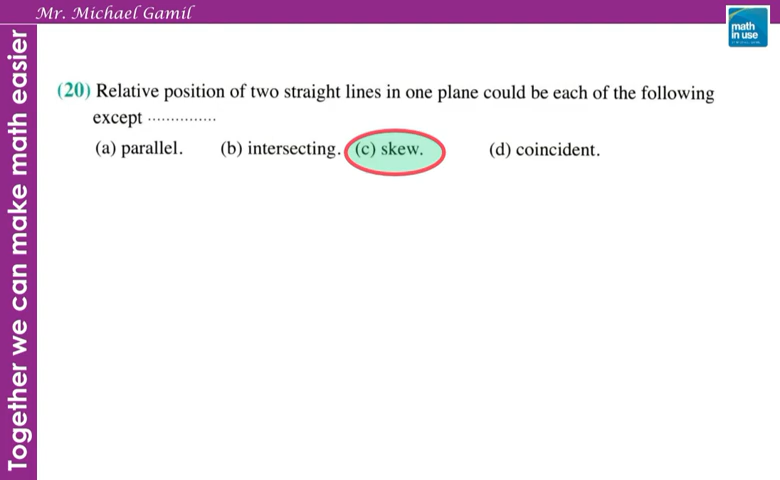 Mr. Michael Gamil
math
in use
Together we can make math easier
(20) Relative position of two straight lines in one plane could be each of the following
except ...............
(a) parallel. (b) intersecting. (c) skew. (d) coincident.